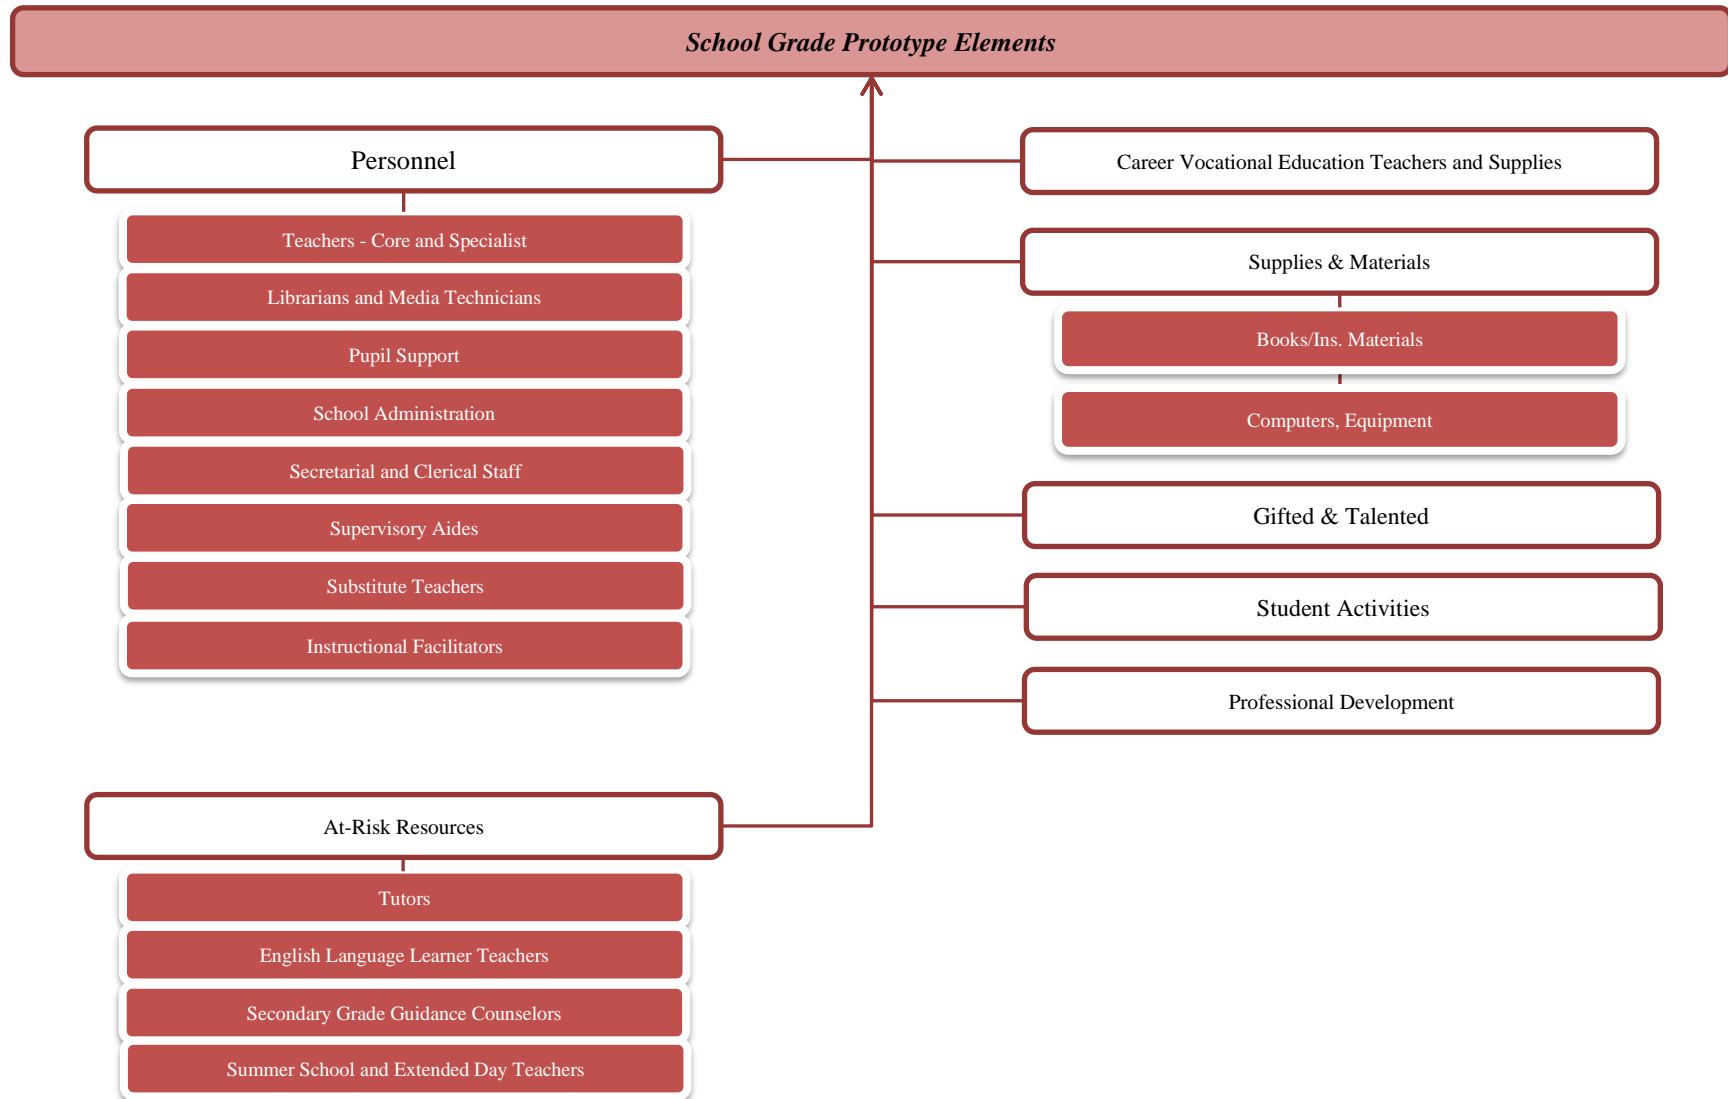 School Grade Prototype Elements
Personnel
Teachers - Core and Specialist
Librarians and Media Technicians
Pupil Support
School Administration
Secretarial and Clerical Staff
Supervisory Aides
Substitute Teachers
Instructional Facilitators
At-Risk Resources
Tutors
English Language Learner Teachers
Secondary Grade Guidance Counselors
Summer School and Extended Day Teachers
Career Vocational Education Teachers and Supplies
Supplies & Materials
Books/Ins. Materials
Computers, Equipment
Gifted & Talented
Student Activities
Professional Development